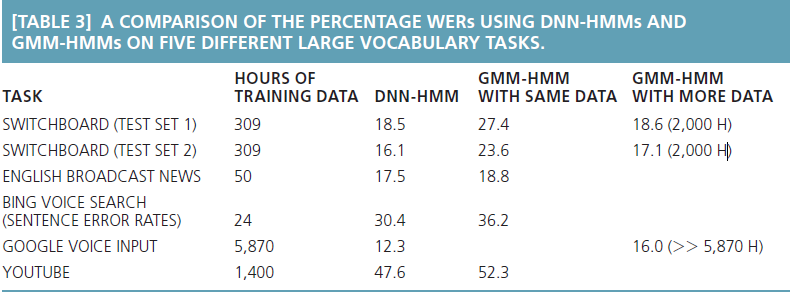 [TABLE 3] A COMPARISON OF THE PERCENTAGE WERs USING DNN-HMMs AND
GMM-HMMs ON FIVE DIFFERENT LARGE VOCABULARY TASKS.
HOURS OF GMM-HMM GMM-HMM
TASK TRAINING DATA DNN-HMM WITH SAME DATA WITH MORE DATA
SWITCHBOARD (TEST SET 1) 309 18.5 27.4 18.6 (2,000 H)
SWITCHBOARD (TEST SET 2) 309 16.1 23.6 17.1 (2,000 H)
ENGLISH BROADCAST NEWS 50 17.5 18.8
BING VOICE SEARCH
(SENTENCE ERROR RATES) 24 30.4 36.2
GOOGLE VOICE INPUT 5,870 12.3 16.0 (>> 5,870 H)
YOUTUBE 1,400 47.6 52.3